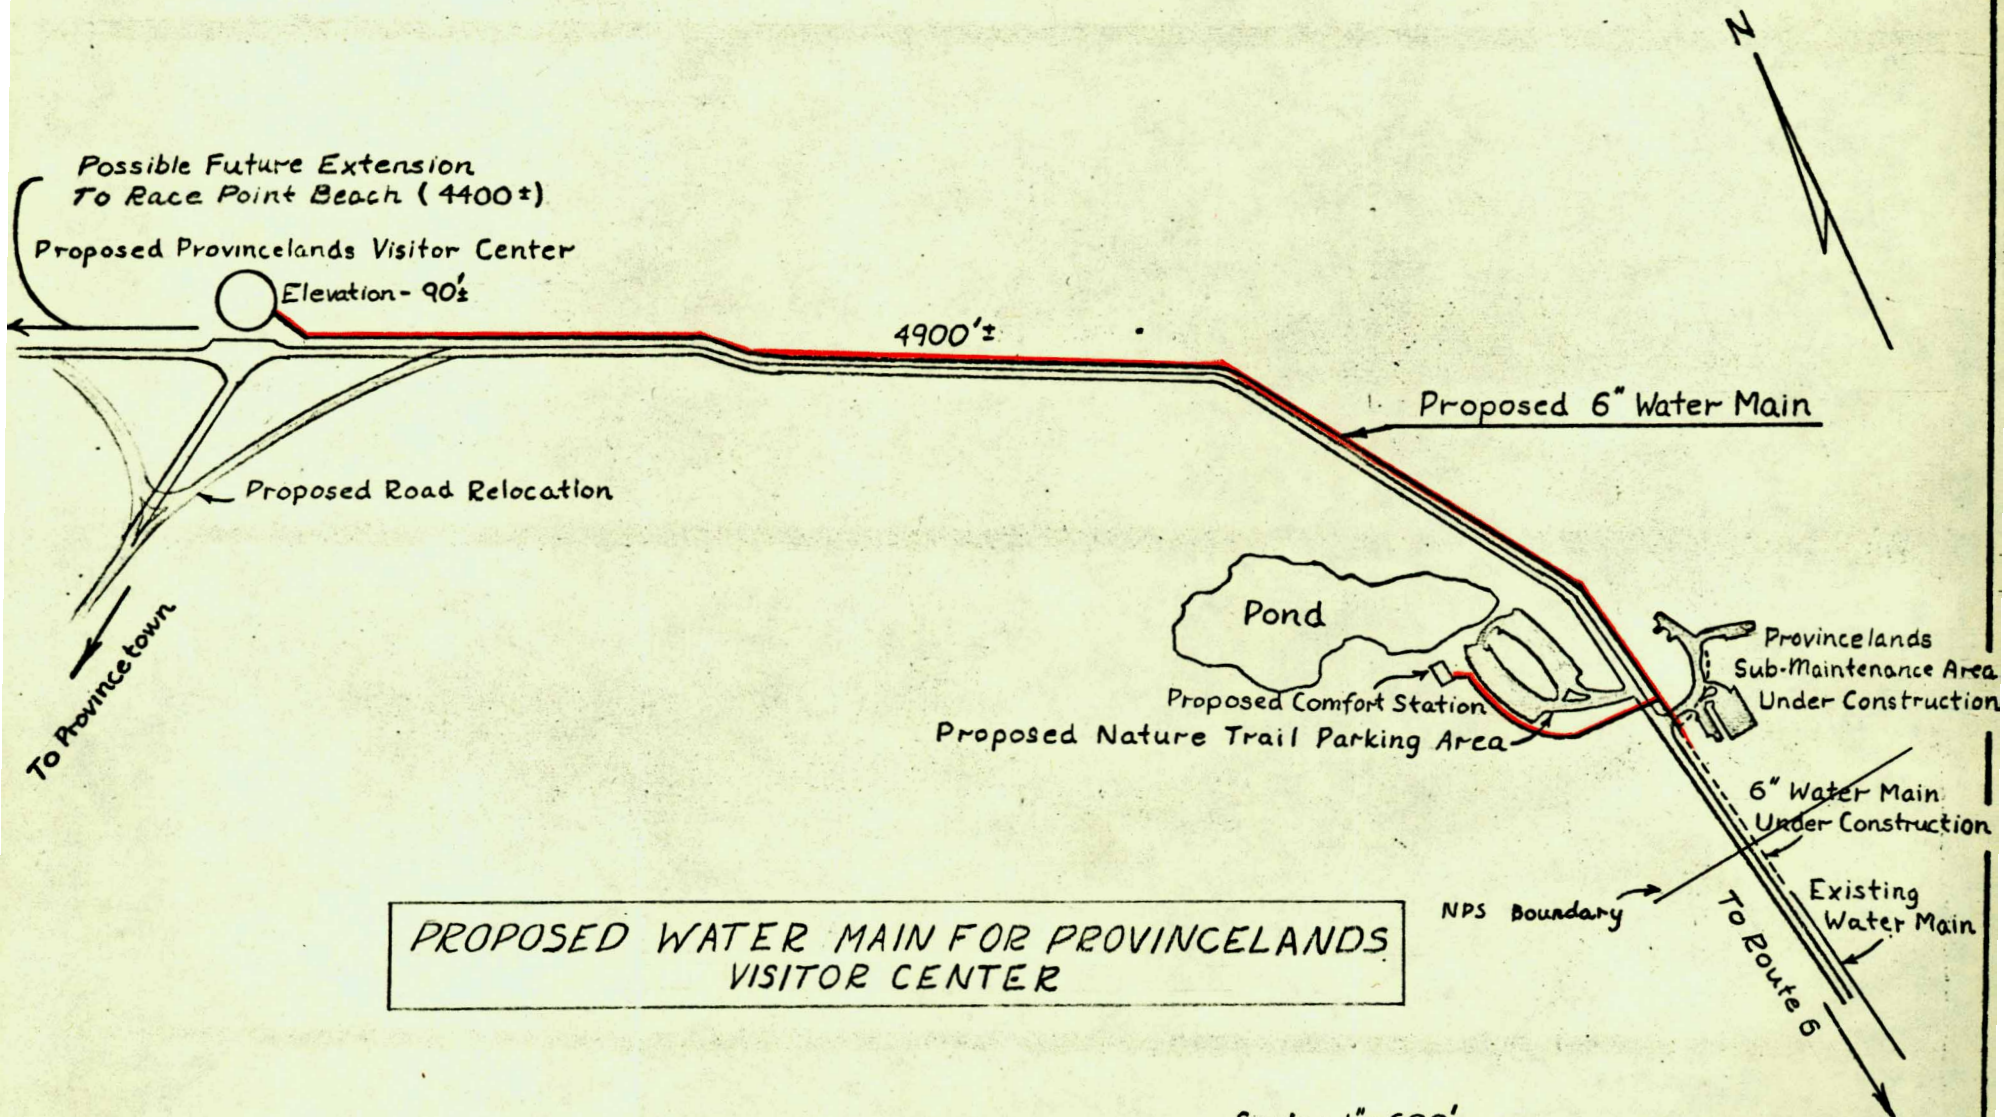 N
Possible Future Extension
To Race Point Beach (4400±)
Proposed Provincelands Visitor Center
Elevation - 90'±
4900'±
Proposed 6" Water Main
Proposed Road Relocation
To Provincetown
Pond
Provincelands
Sub-Maintenance Area
Under Construction
Proposed Comfort Station
Proposed Nature Trail Parking Area
6" Water Main
Under Construction
Existing
Water Main
NPS Boundary
To Route 6
PROPOSED WATER MAIN FOR PROVINCELANDS
VISITOR CENTER